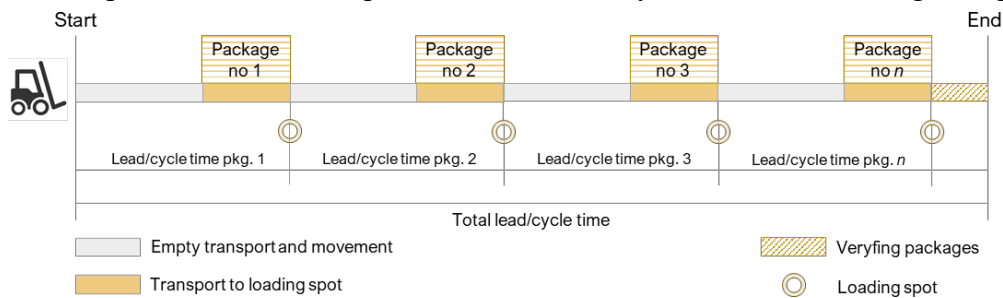 Start
End
Package
no 1
Package
no 2
Package
no 3
Package
no n
Lead/cycle time pkg. 1
Lead/cycle time pkg. 2
Lead/cycle time pkg. 3
Lead/cycle time pkg. n
Total lead/cycle time
Empty transport and movement
Veryfing packages
Transport to loading spot
Loading spot